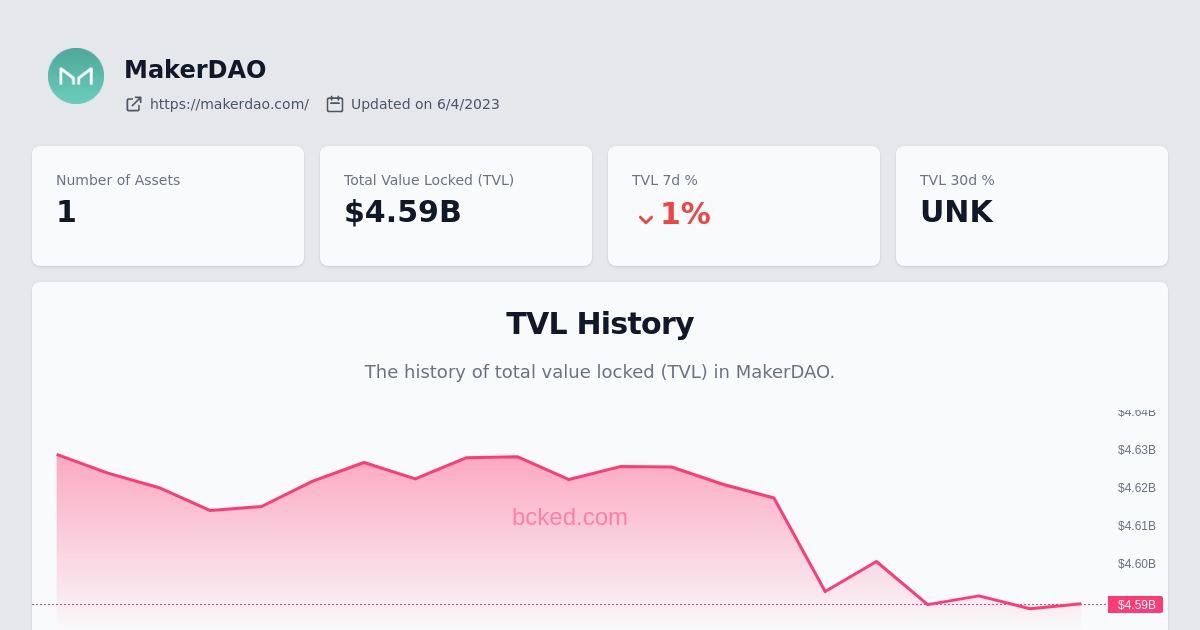 MakerDAO
https://makerdao.com/ Updated on 6/4/2023
Number of Assets
1
Total Value Locked (TVL)
$4.59B
TVL 7d %
1%
TVL 30d %
UNK
TVL History
The history of total value locked (TVL) in MakerDAO.
$4.64B
$4.63B
$4.62B
bcked.com
$4.61B
$4.60B
$4.59B